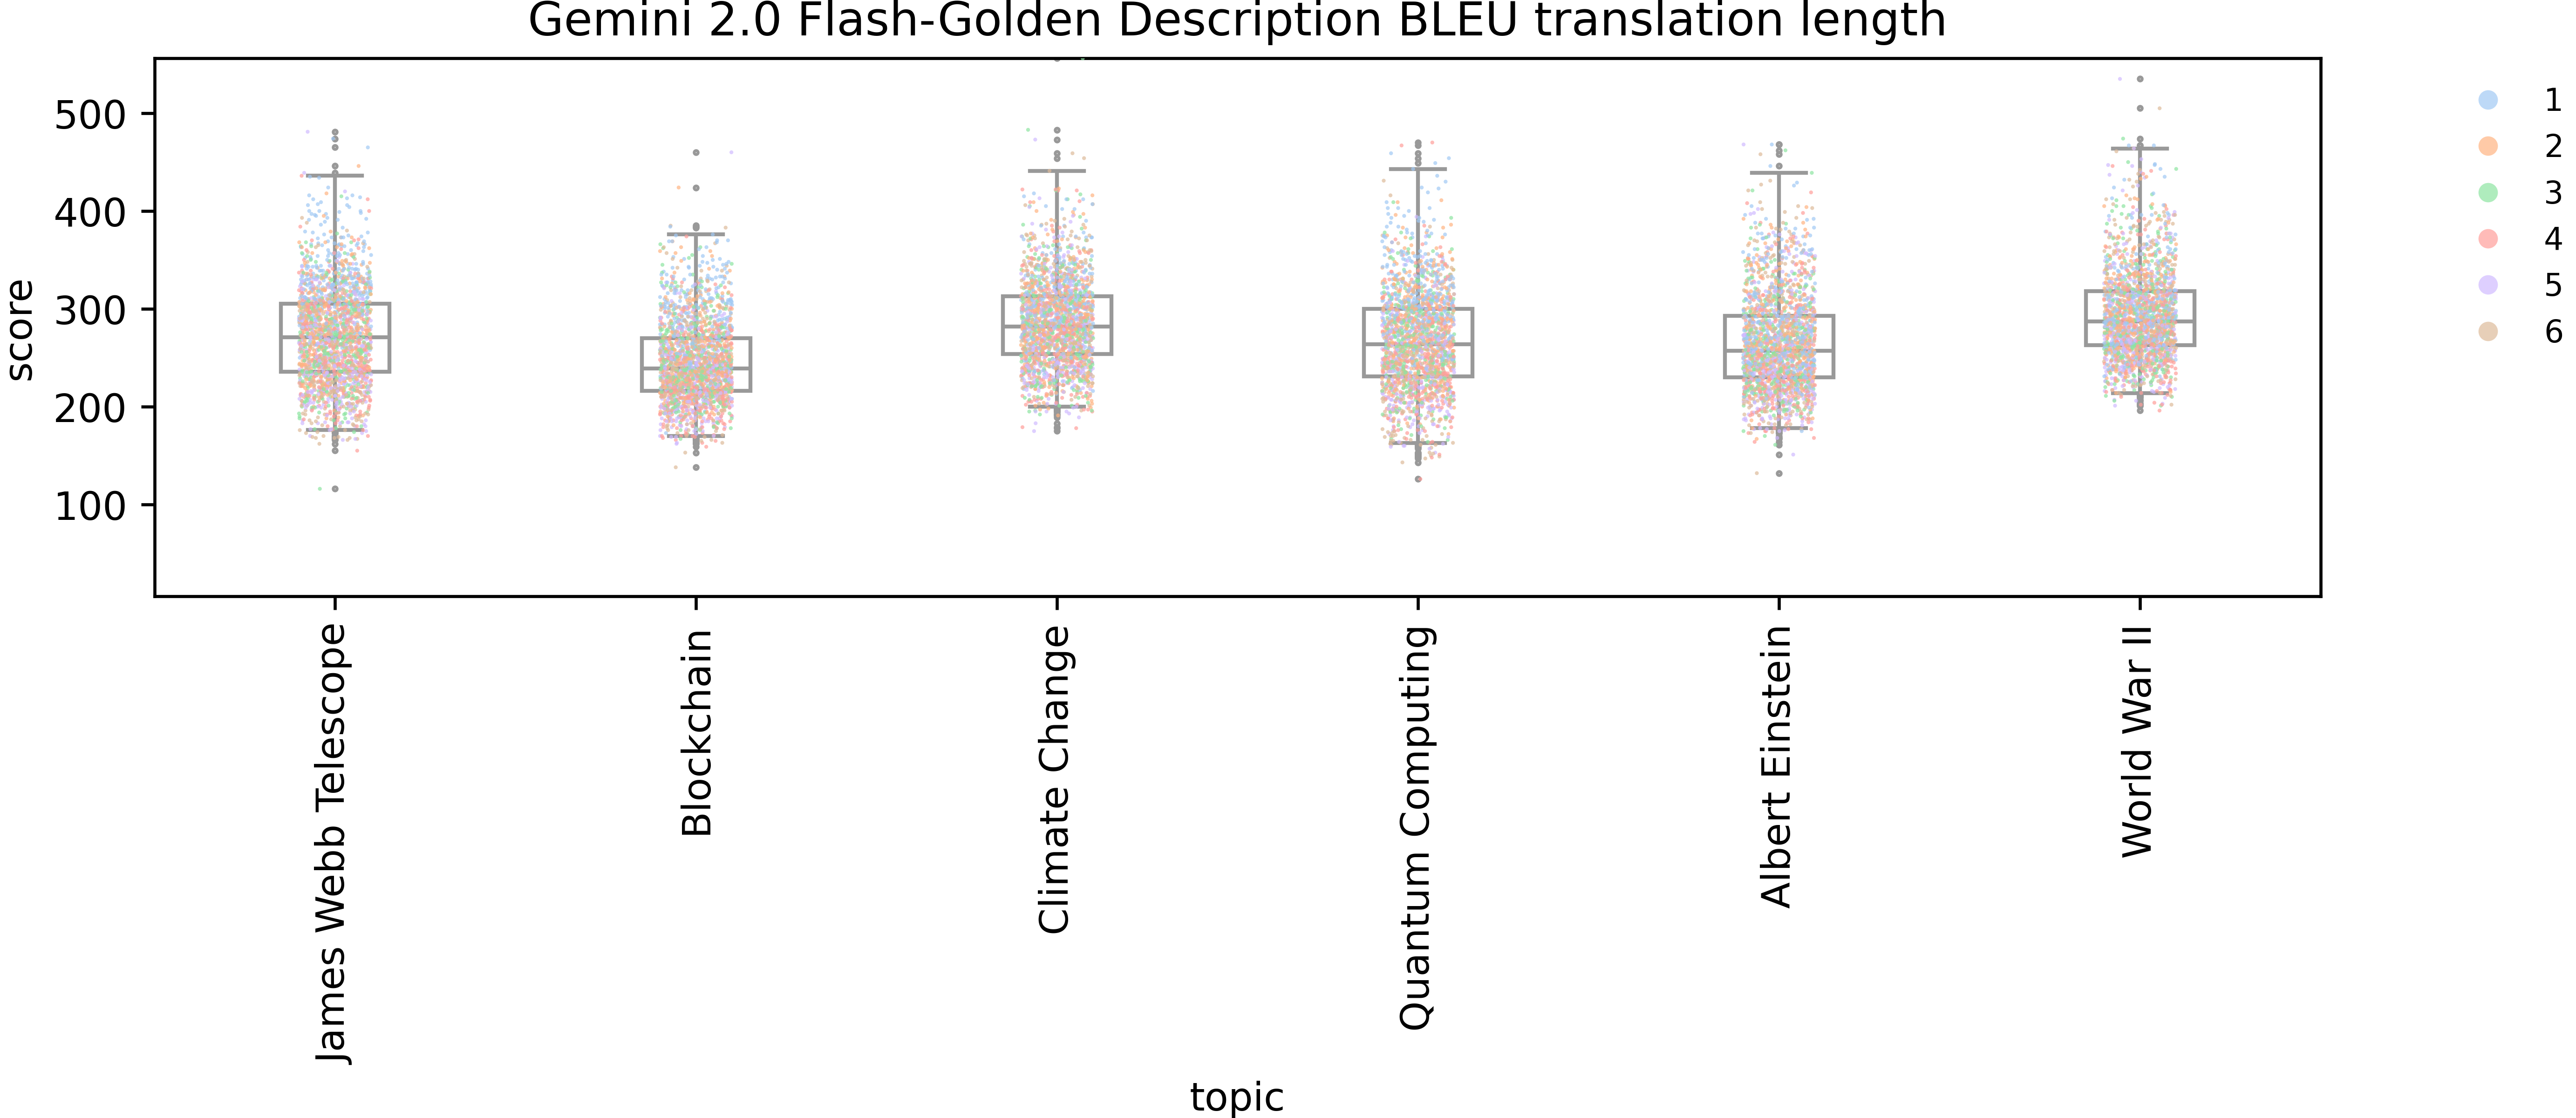 Gemini 2.0 Flash-Golden Description BLEU translation length
score
500
400
300
200
100
James Webb Telescope
Blockchain
Climate Change
Quantum Computing
Albert Einstein
World War II
topic
1
2
3
4
5
6